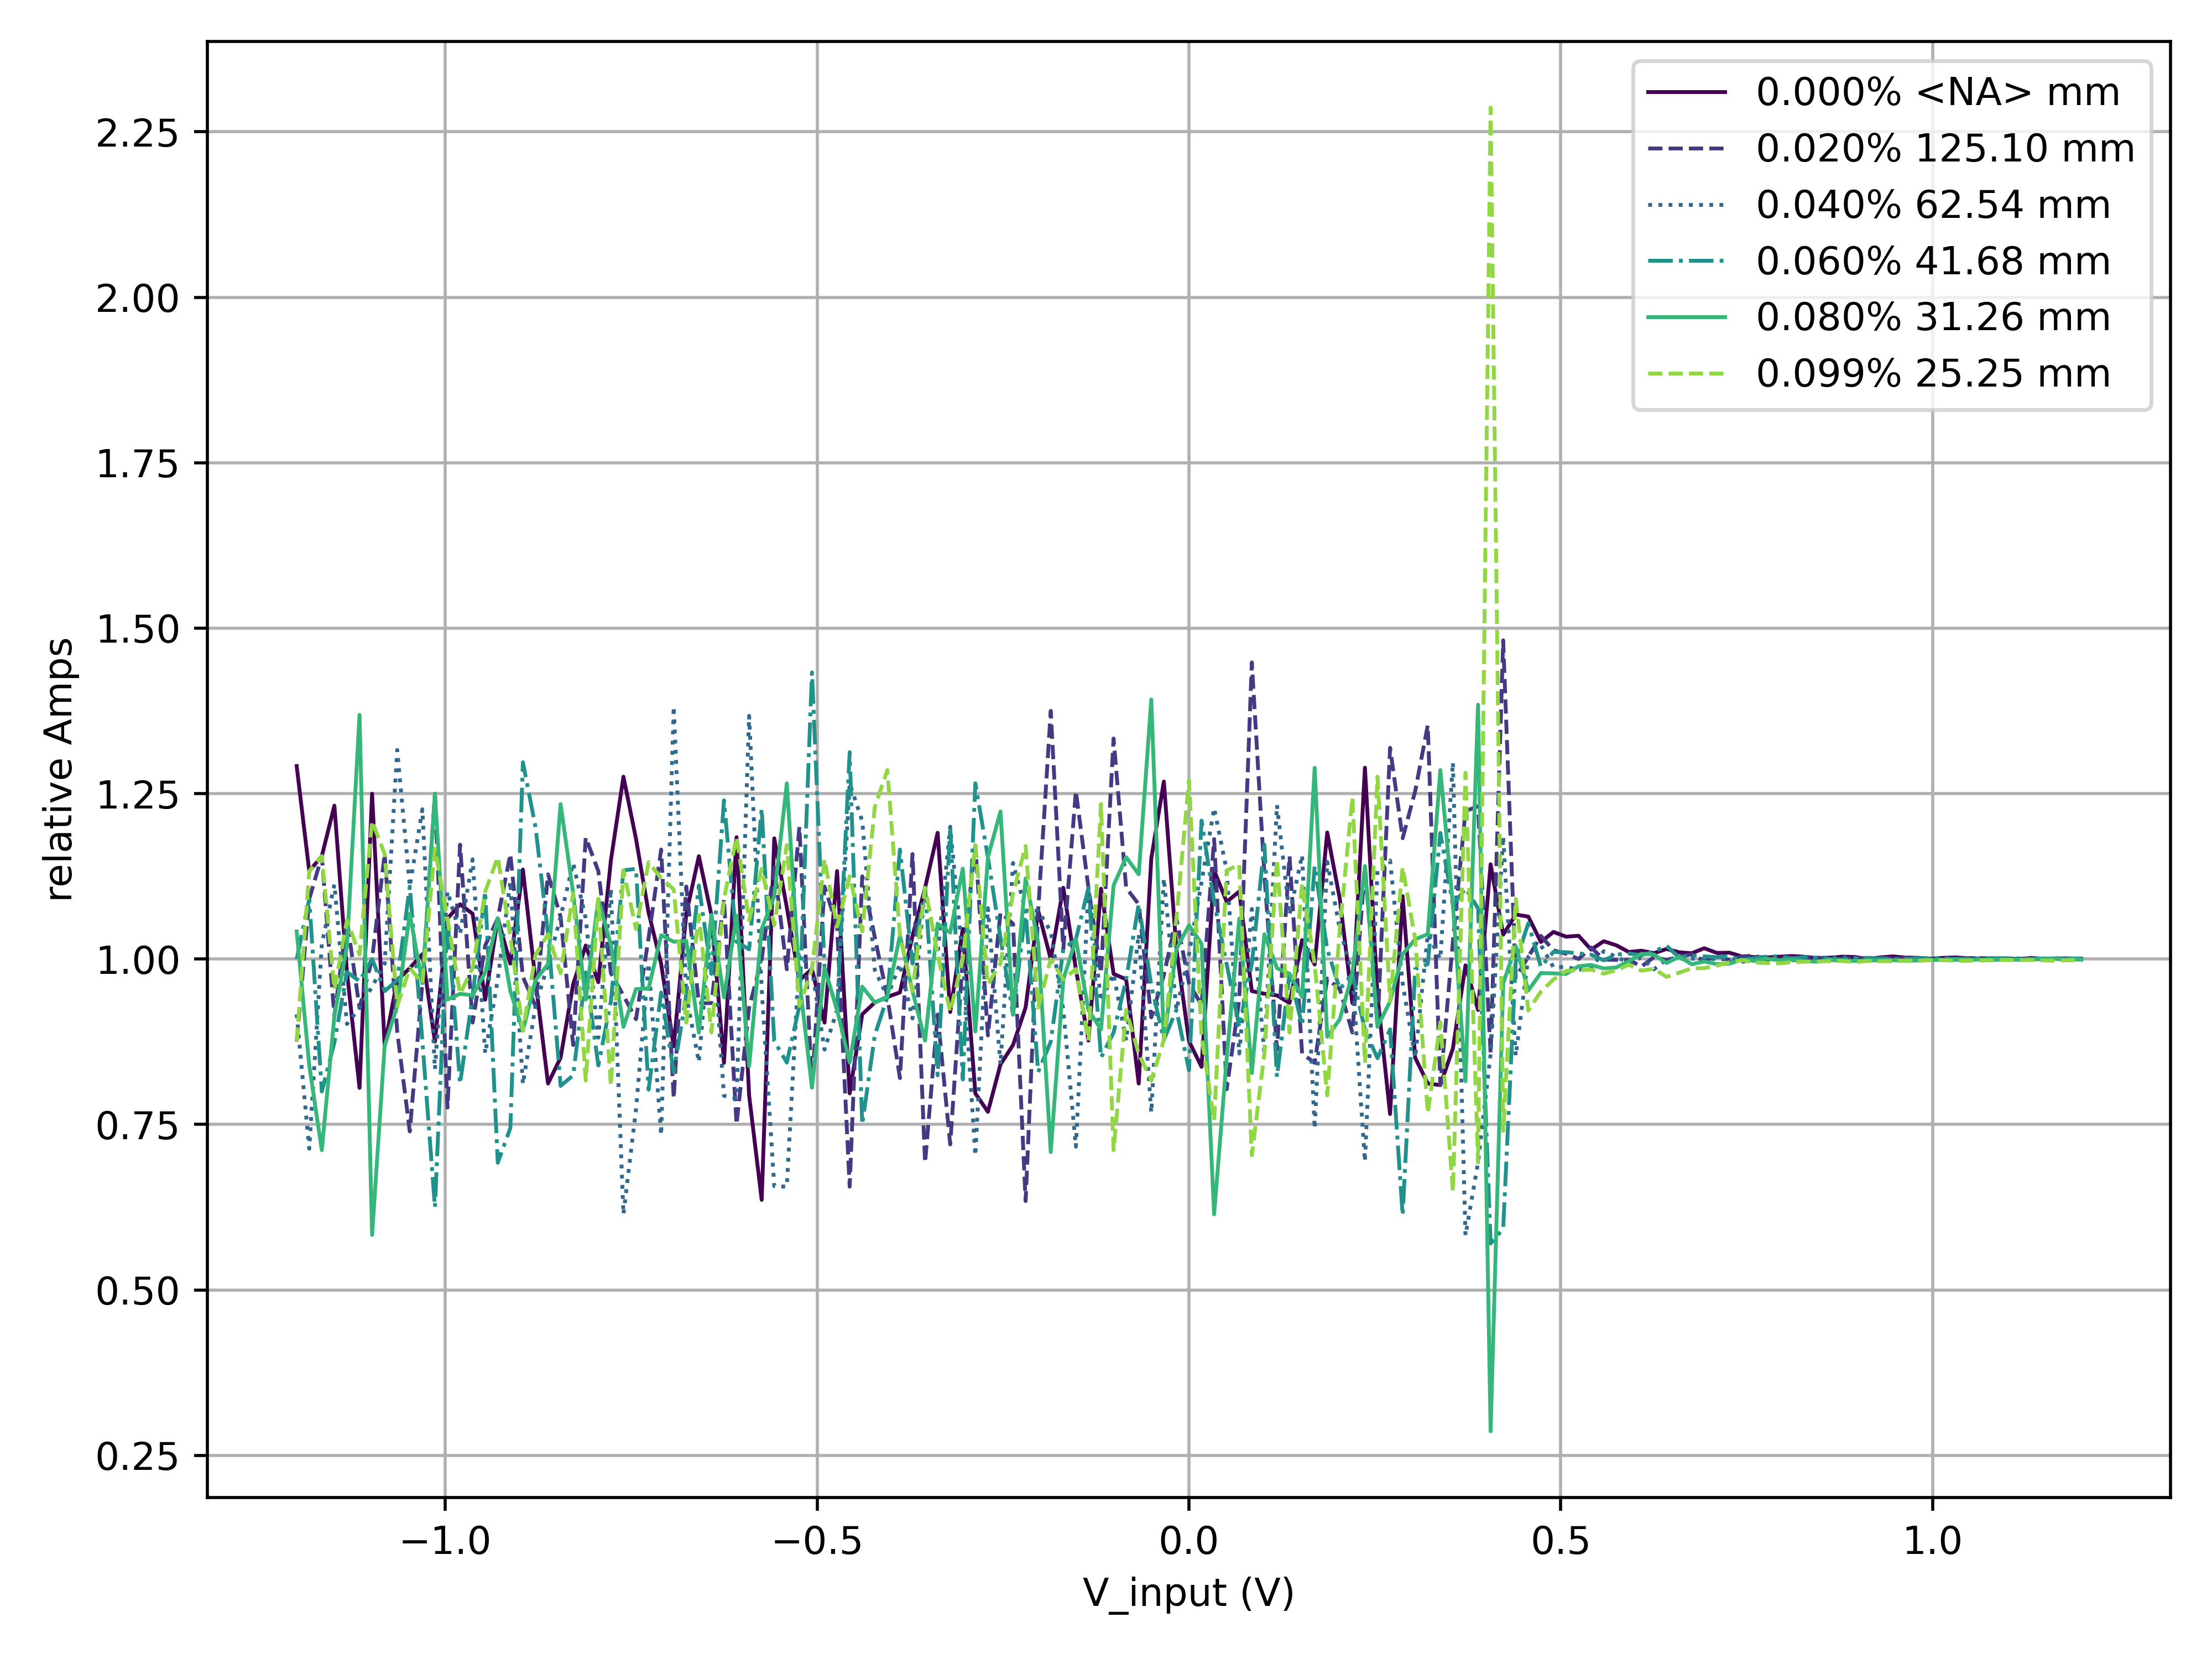 0.000% <NA> mm
0.020% 125.10 mm
0.040% 62.54 mm
0.060% 41.68 mm
0.080% 31.26 mm
0.099% 25.25 mm
2.25
2.00
1.75
1.50
1.25
1.00
0.75
0.50
0.25
relative Amps
−1.0 −0.5 0.0 0.5 1.0
V_input (V)